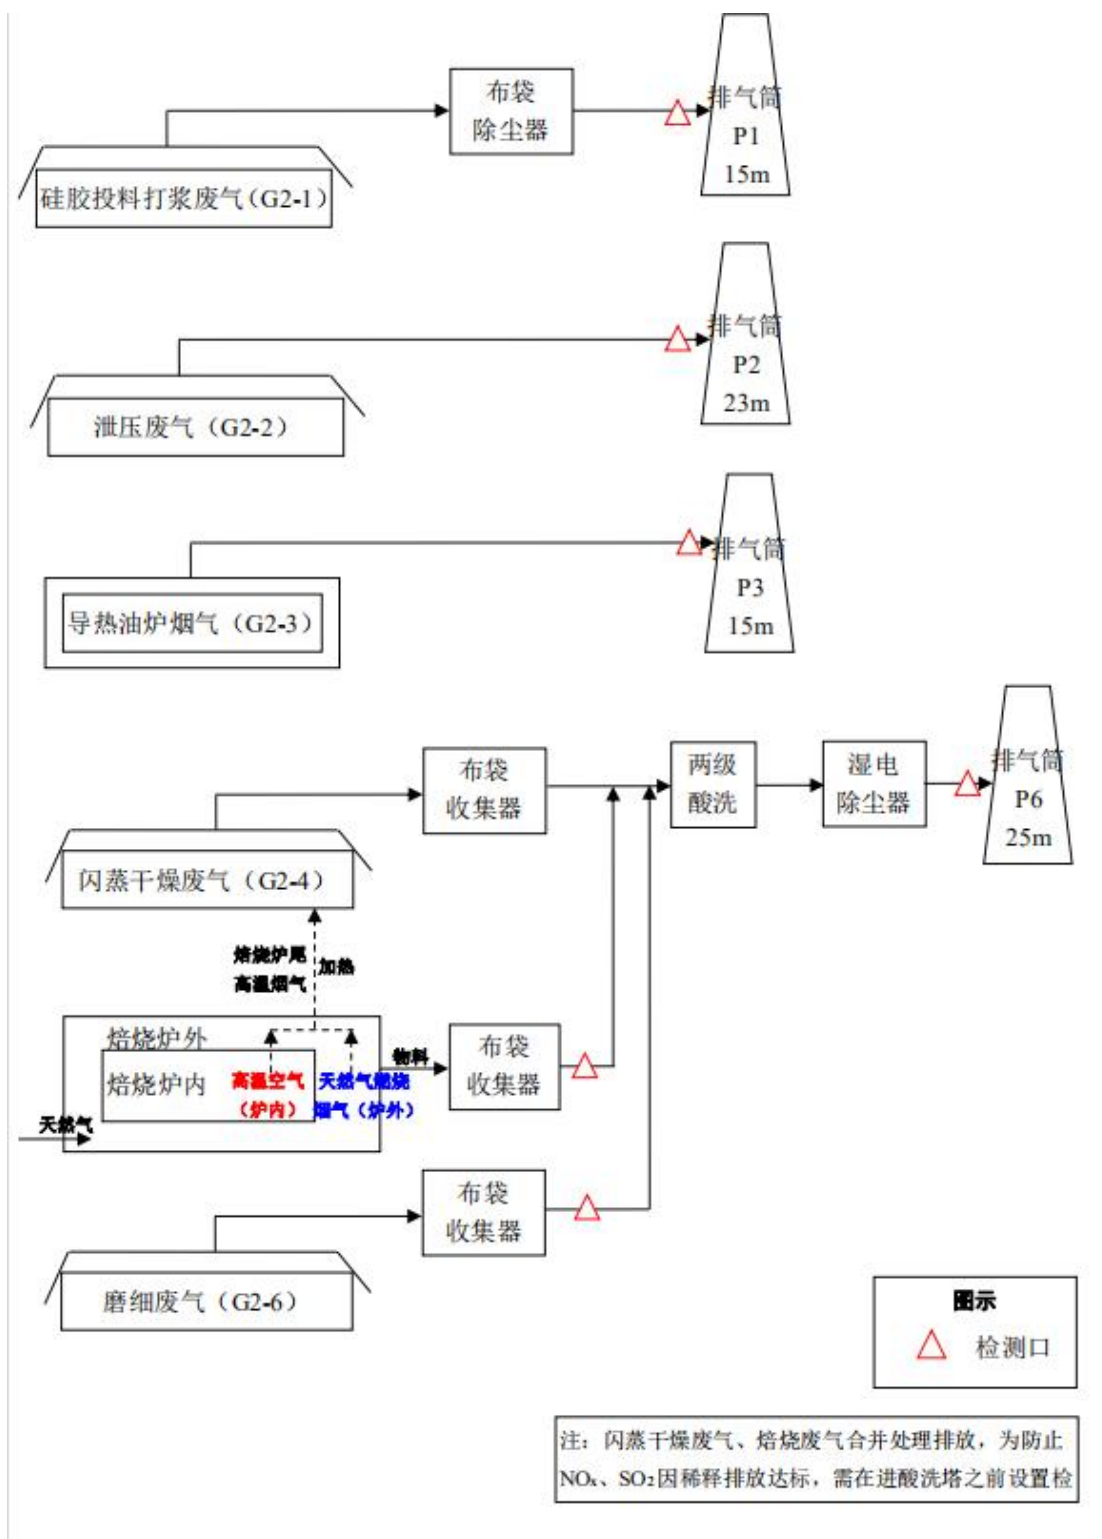 布袋
除尘器
排气筒
P1
15m
硅胶投料打浆废气（G2-1）
排气筒
P2
23m
泄压废气（G2-2）
排气筒
P3
15m
导热油炉烟气（G2-3）
布袋
收集器
两级
酸洗
湿电
除尘器
排气筒
P6
25m
闪蒸干燥废气（G2-4）
焙烧炉尾
高温烟气
加热
焙烧炉外
焙烧炉内
高温空气
（炉内）
天然气燃烧
烟气（炉外）
物料
布袋
收集器
天然气
布袋
收集器
磨细废气（G2-6）
图示
检测口
注：闪蒸干燥废气、焙烧废气合并处理排放，为防止
NOₓ、SO₂因稀释排放达标，需在进酸洗塔之前设置检